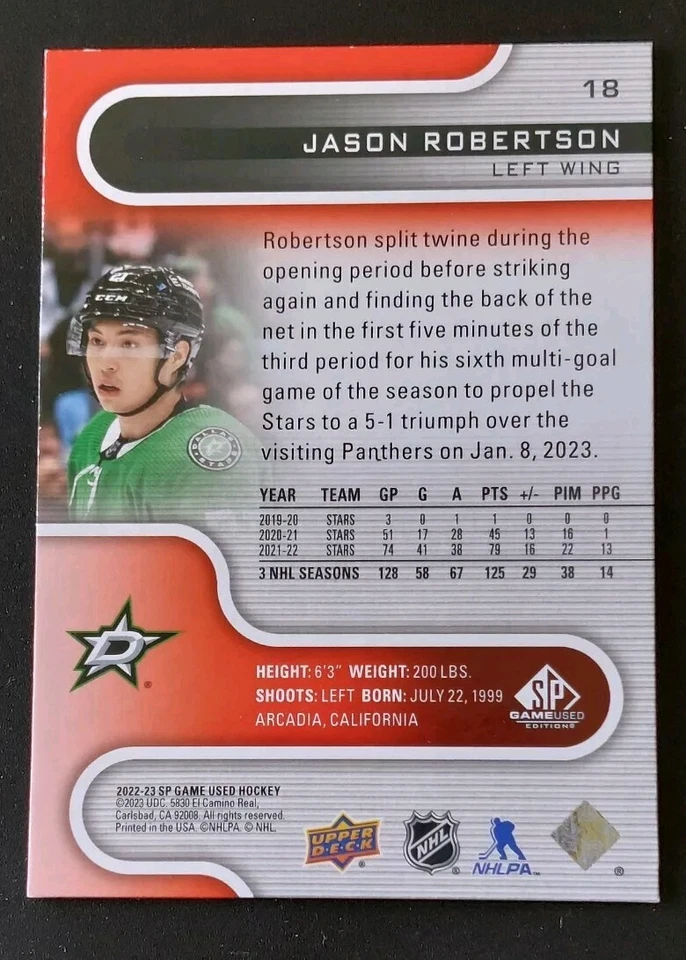 18
JASON ROBERTSON
LEFT WING
Robertson split twine during the
opening period before striking
again and finding the back of the
net in the first five minutes of the
third period for his sixth multi-goal
game of the season to propel the
Stars to a 5-1 triumph over the
visiting Panthers on Jan. 8, 2023.
CCM
DALLAS STARS
YEAR TEAM GP G A PTS +/- PIM PPG
2019-20 STARS 3 0 1 1 0 0 0
2020-21 STARS 51 17 28 45 13 16 1
2021-22 STARS 74 41 38 79 16 22 13
3 NHL SEASONS 128 58 67 125 29 38 14
D ®
HEIGHT: 6'3" WEIGHT: 200 LBS.
SHOOTS: LEFT BORN: JULY 22, 1999
ARCADIA, CALIFORNIA
SP
GAMEUSED
EDITION®
2022-23 SP GAME USED HOCKEY
©2023 UDC. 5830 El Camino Real,
Carlsbad, CA 92008. All rights reserved.
Printed in the USA. ©NHLPA. © NHL.
UPPER
DECK ®
NHL ®
NHLPA™
®